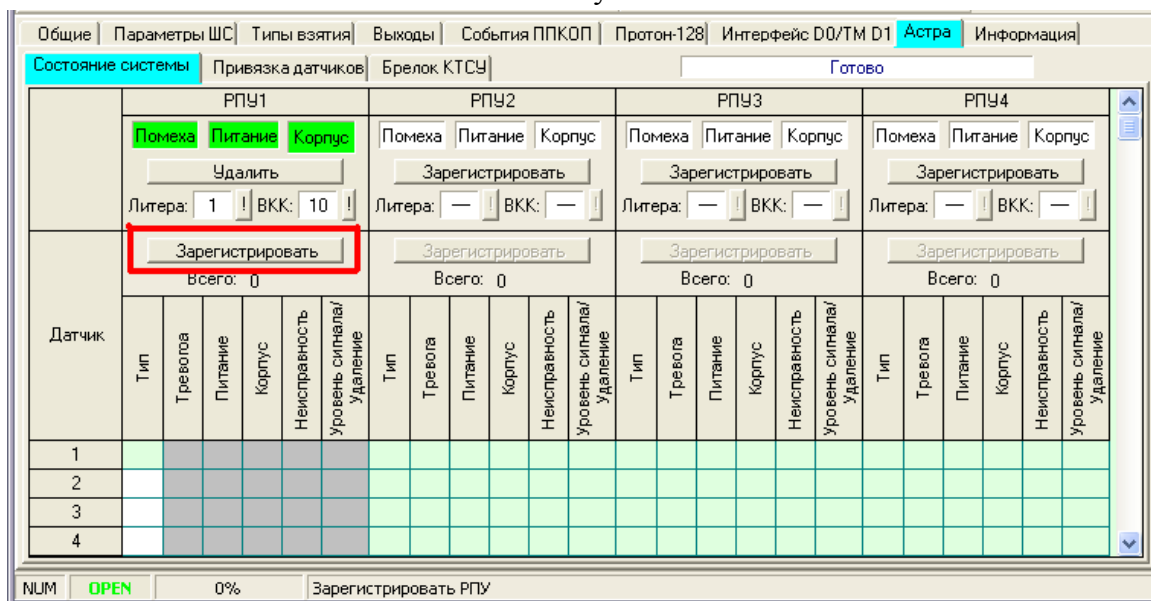 Общие Параметры ШС Типы взятия Выходы События ППКОП Протон-128 Интерфейс D0/TM D1 Астра Информация
Состояние системы Привязка датчиков Брелок КТСУ Готово
РПУ1 РПУ2 РПУ3 РПУ4
Помеха Питание Корпус Помеха Питание Корпус Помеха Питание Корпус Помеха Питание Корпус
Удалить Зарегистрировать Зарегистрировать Зарегистрировать
Литера: 1 ! ВКК: 10 ! Литера: — ! ВКК: — ! Литера: — ! ВКК: — ! Литера: — ! ВКК: — !
Зарегистрировать Зарегистрировать Зарегистрировать Зарегистрировать
Всего: 0 Всего: 0 Всего: 0 Всего: 0
Датчик Тип Тревогоа Питание Корпус Неисправность Уровень сигнала/ Удаление Тип Тревога Питание Корпус Неисправность Уровень сигнала/ Удаление Тип Тревога Питание Корпус Неисправность Уровень сигнала/ Удаление Тип Тревога Питание Корпус Неисправность Уровень сигнала/ Удаление
1
2
3
4
NUM OPEN 0% Зарегистрировать РПУ